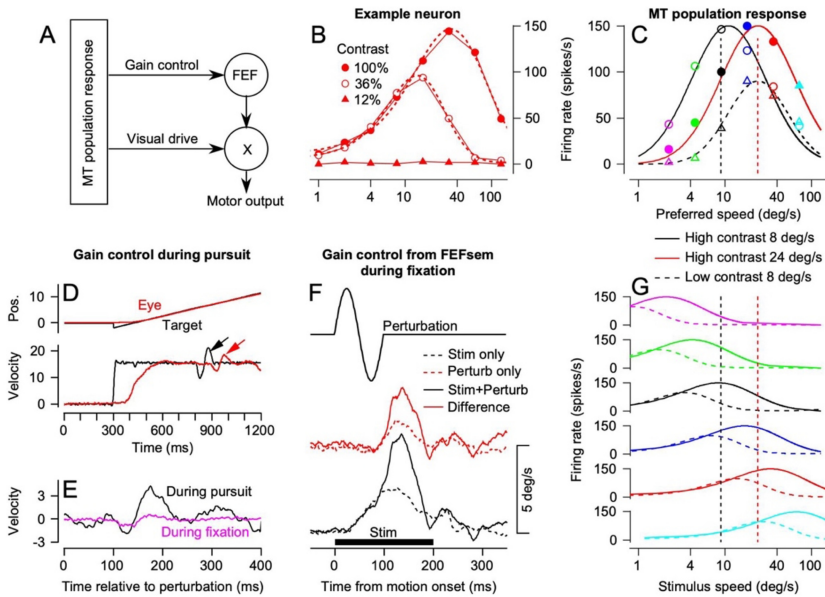 Example neuron
MT population response
A
MT population response
Gain control
FEF
Visual drive
X
Motor output
B
Contrast
100%
36%
12%
150
100
50
0
Firing rate (spikes/s)
1 4 10 40 100
C
150
100
50
0
1 4 10 40 100
Preferred speed (deg/s)
High contrast 8 deg/s
High contrast 24 deg/s
Low contrast 8 deg/s
Gain control during pursuit
D
Pos.
10
0
Eye
Target
Velocity
20
10
0
0 300 600 900 1200
Time (ms)
E
Velocity
3
0
-3
During pursuit
During fixation
0 100 200 300 400
Time relative to perturbation (ms)
Gain control from FEFsem
during fixation
F
Perturbation
Stim only
Perturb only
Stim+Perturb
Difference
5 deg/s
Stim
0 100 200 300
Time from motion onset (ms)
G
Firing rate (spikes/s)
150
0
150
0
150
0
150
0
150
0
150
0
1 4 10 40 100
Stimulus speed (deg/s)